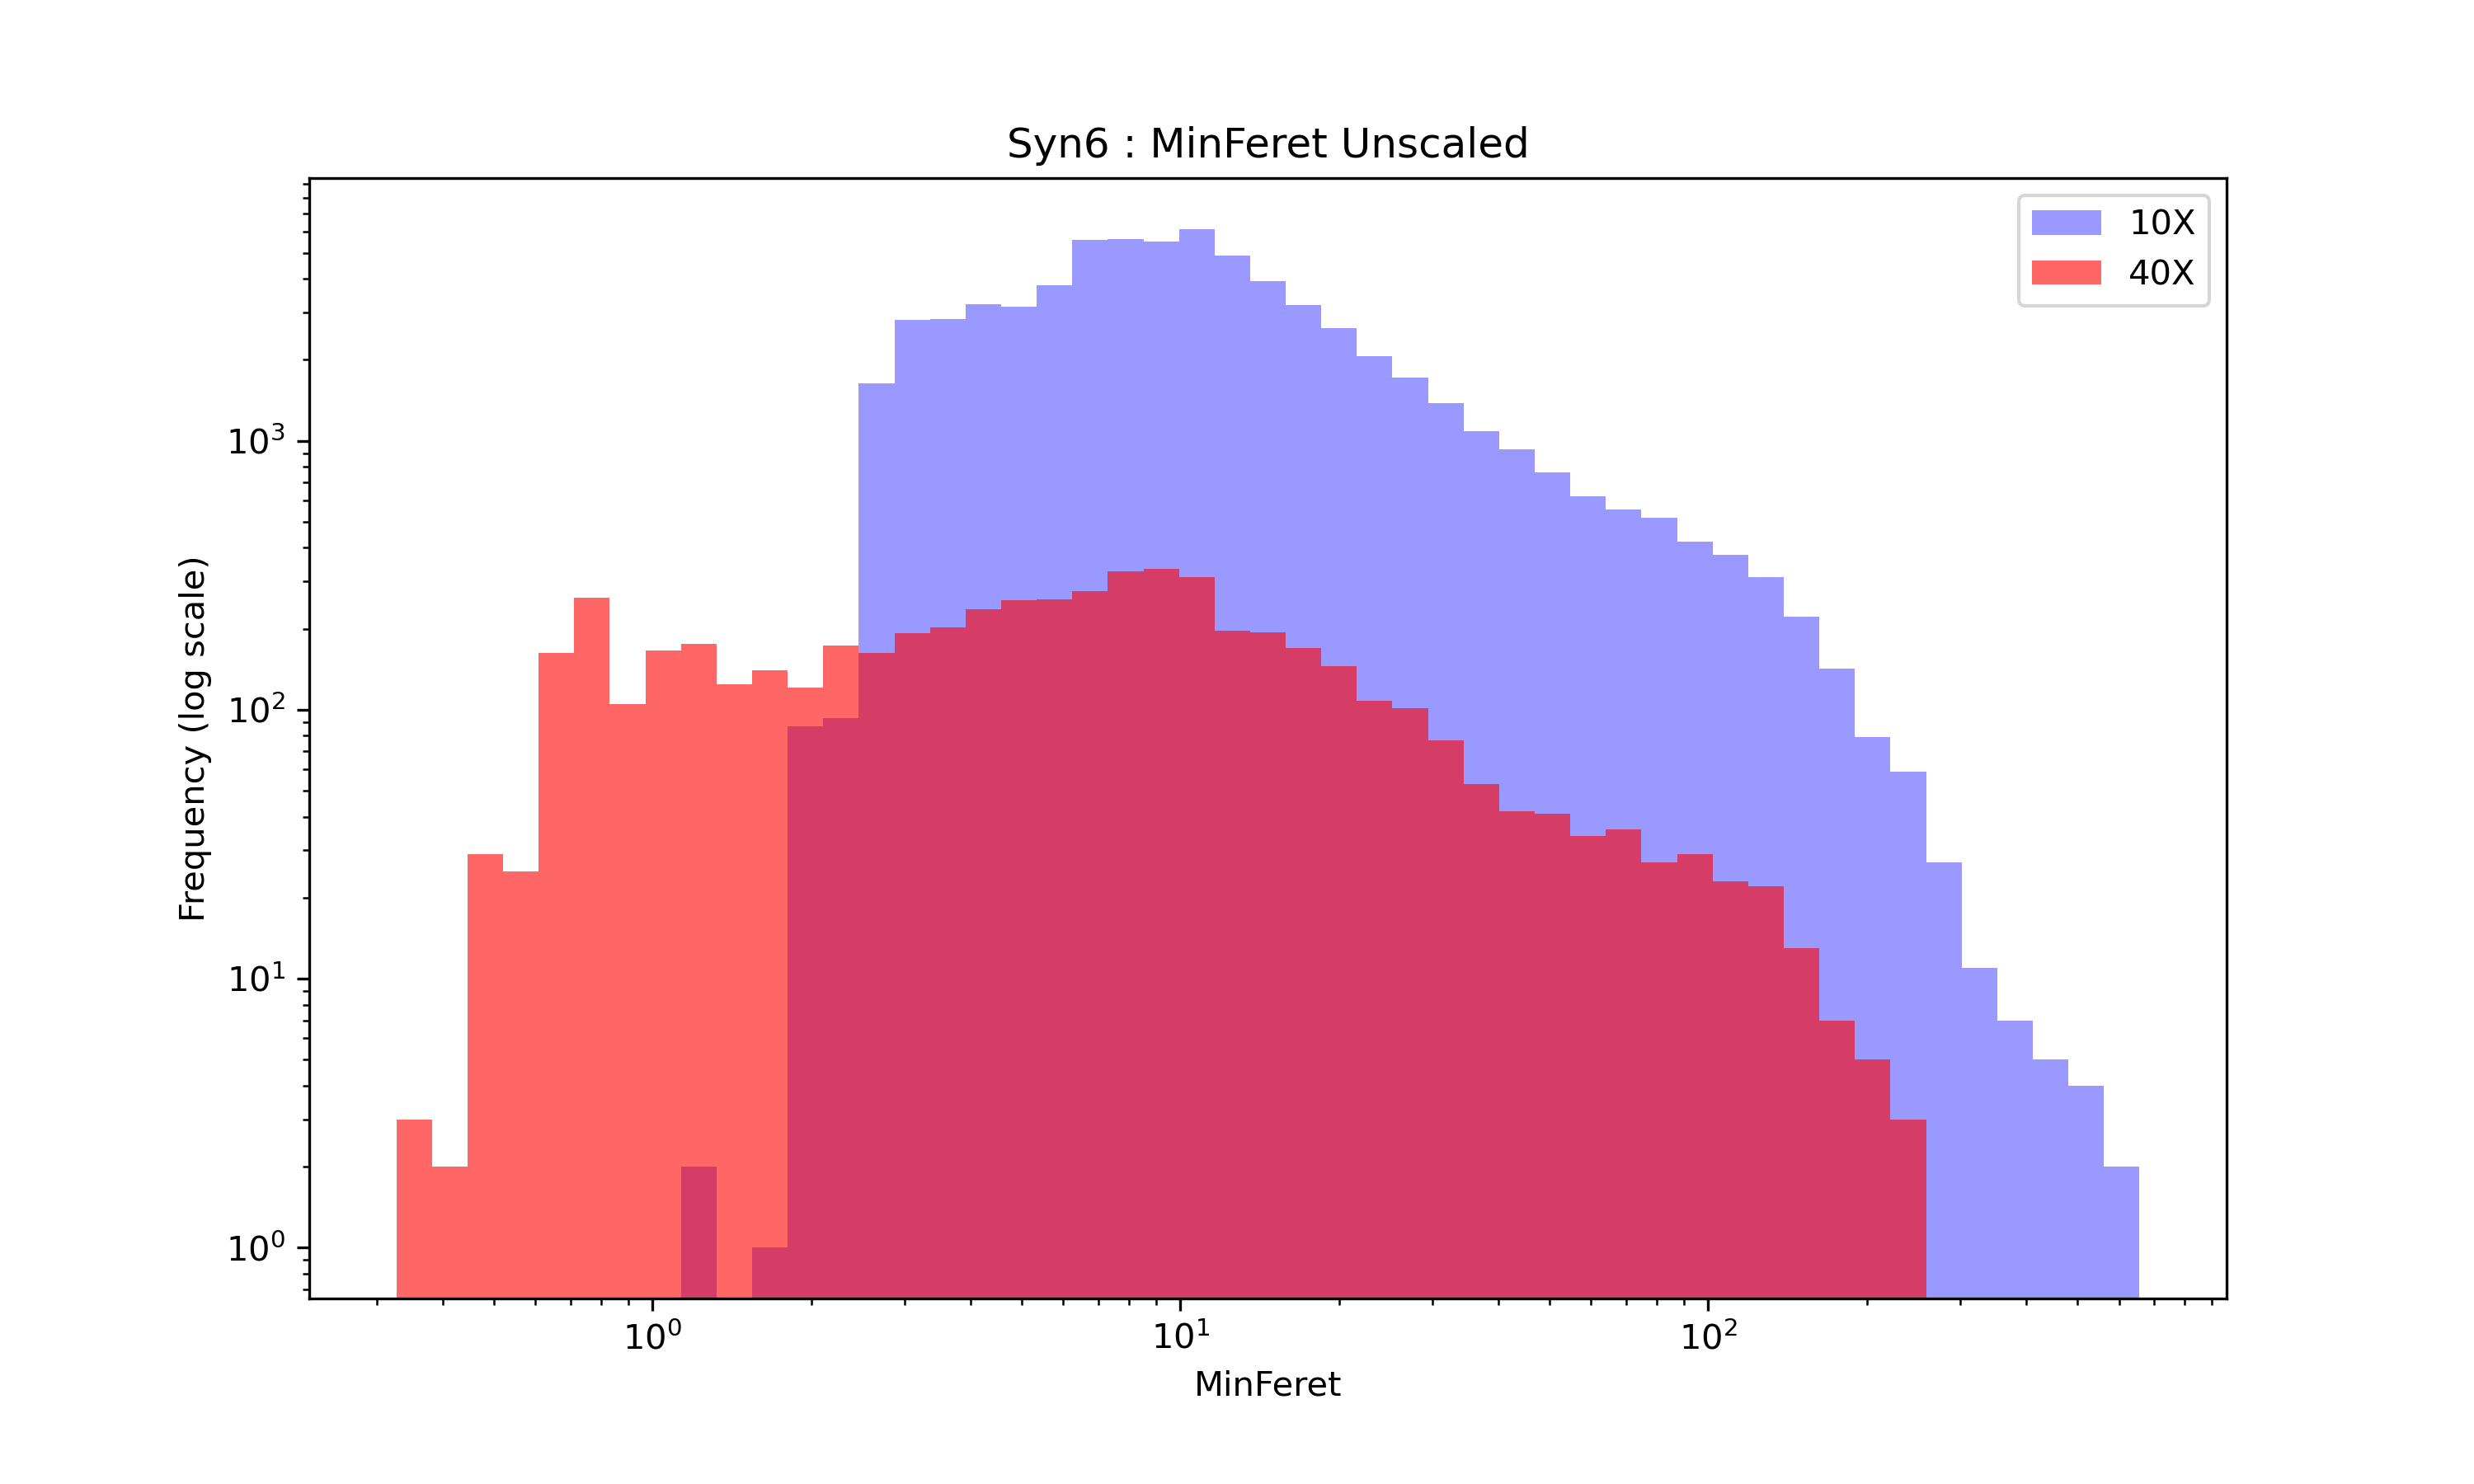 Syn6 : MinFeret Unscaled
10X
40X
Frequency (log scale)
10³
10²
10¹
10⁰
10⁰ 10¹ 10²
MinFeret